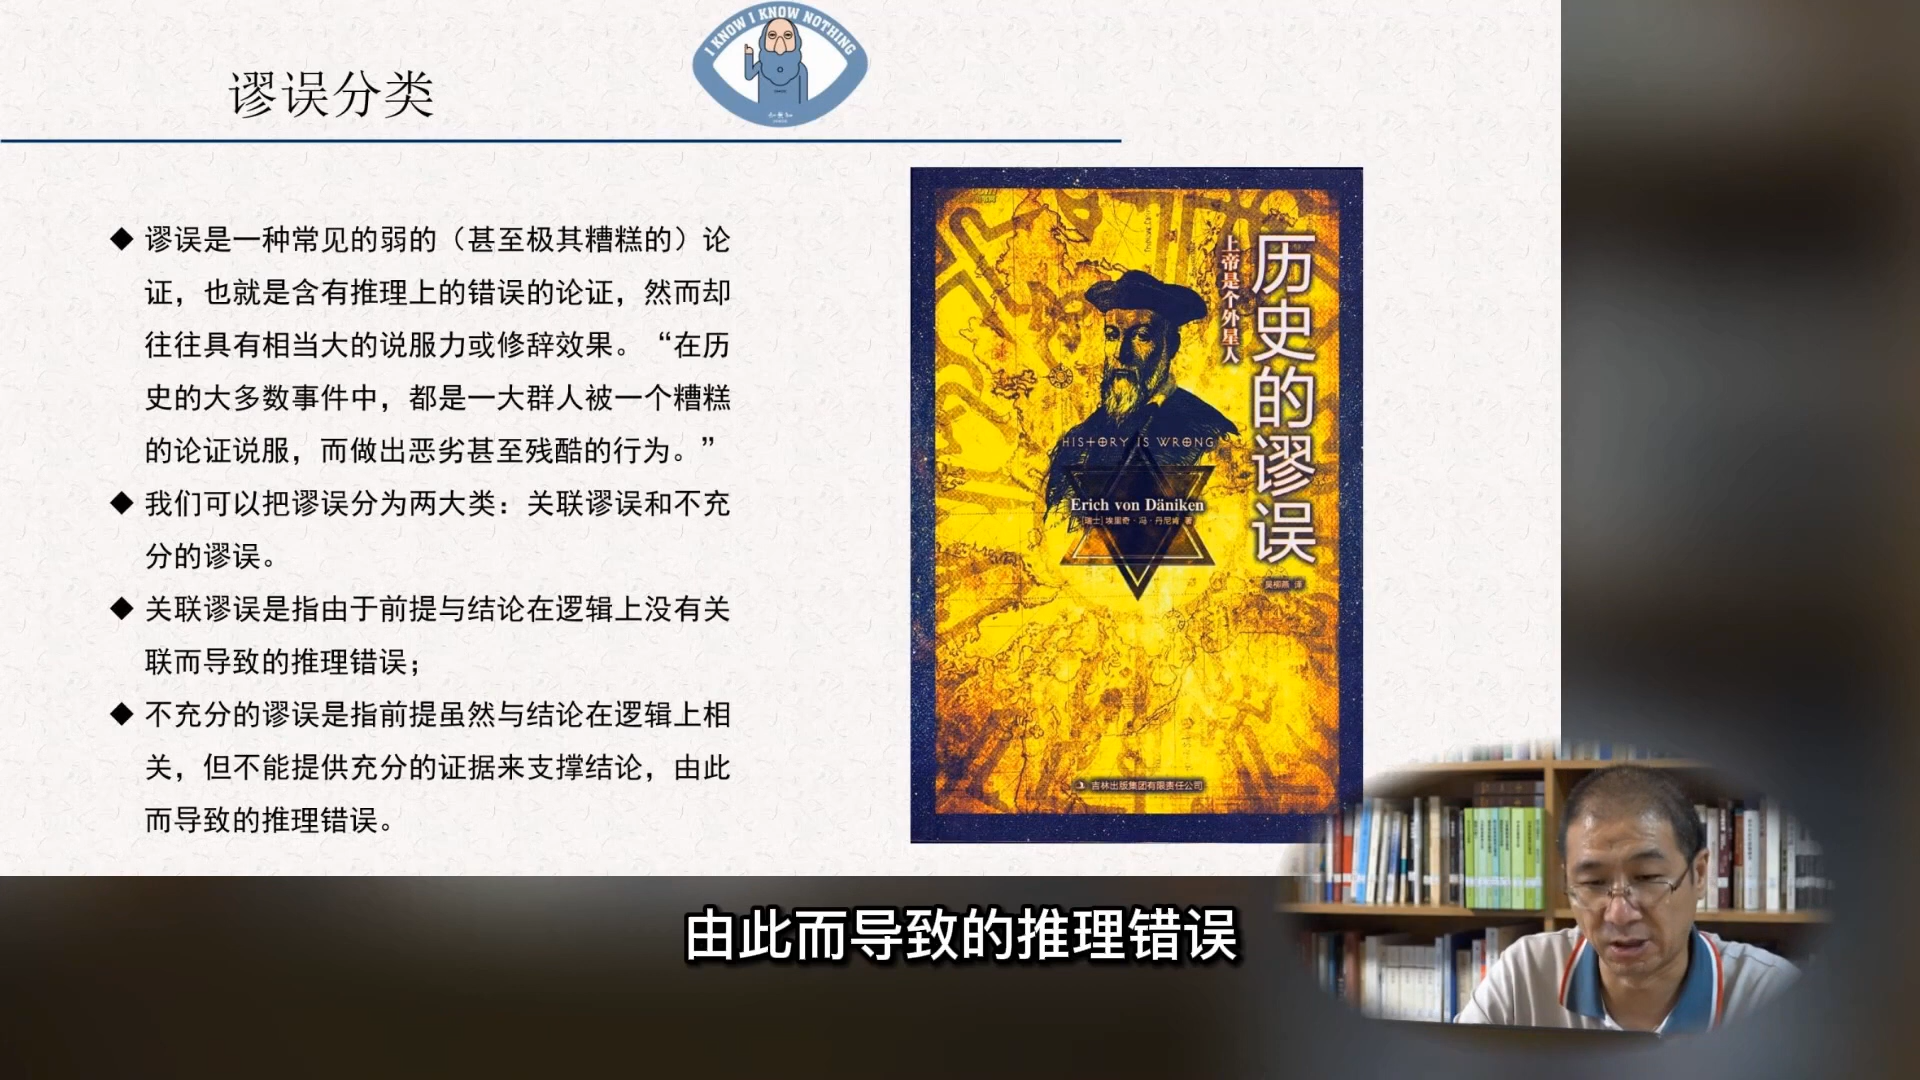 I KNOW I KNOW NOTHING
谬误分类
◆ 谬误是一种常见的弱的（甚至极其糟糕的）论
证，也就是含有推理上的错误的论证，然而却
往往具有相当大的说服力或修辞效果。“在历
史的大多数事件中，都是一大群人被一个糟糕
的论证说服，而做出恶劣甚至残酷的行为。”
◆ 我们可以把谬误分为两大类：关联谬误和不充
分的谬误。
◆ 关联谬误是指由于前提与结论在逻辑上没有关
联而导致的推理错误；
◆ 不充分的谬误是指前提虽然与结论在逻辑上相
关，但不能提供充分的证据来支撑结论，由此
而导致的推理错误。
历史的谬误
上帝是个外星人
HISTORY IS WRONG
Erich von Däniken
[瑞士] 埃里奇·冯·丹尼肯 著
吉林出版集团有限责任公司
由此而导致的推理错误